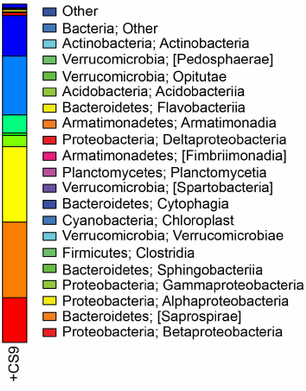 Other
Bacteria; Other
Actinobacteria; Actinobacteria
Verrucomicrobia; [Pedosphaerae]
Verrucomicrobia; Opitutae
Acidobacteria; Acidobacteriia
Bacteroidetes; Flavobacteriia
Armatimonadetes; Armatimonadia
Proteobacteria; Deltaproteobacteria
Armatimonadetes; [Fimbriimonadia]
Planctomycetes; Planctomycetia
Verrucomicrobia; [Spartobacteria]
Bacteroidetes; Cytophagia
Cyanobacteria; Chloroplast
Verrucomicrobia; Verrucomicrobiae
Firmicutes; Clostridia
Bacteroidetes; Sphingobacteriia
Proteobacteria; Gammaproteobacteria
Proteobacteria; Alphaproteobacteria
Bacteroidetes; [Saprospirae]
Proteobacteria; Betaproteobacteria
+CS9